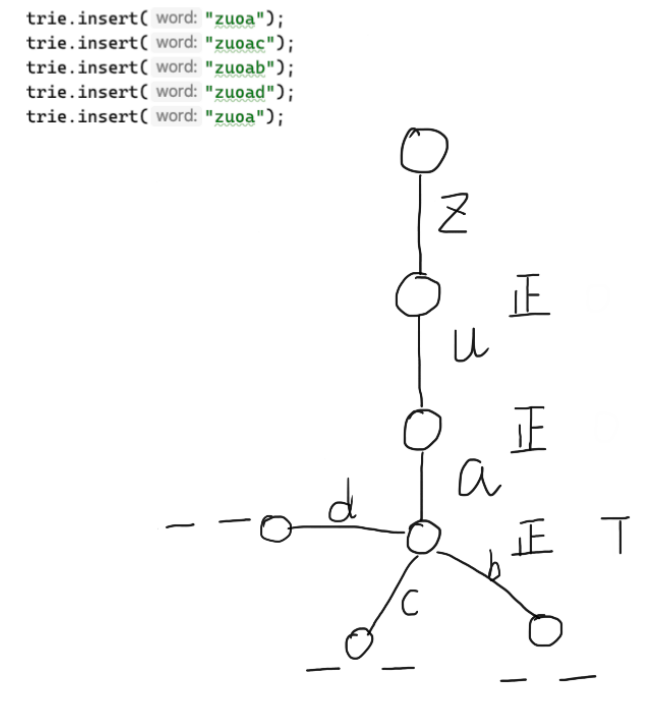 trie.insert( word: "zuoa");
trie.insert( word: "zuoac");
trie.insert( word: "zuoab");
trie.insert( word: "zuoad");
trie.insert( word: "zuoa");
Z
正
u
正
a
d
正 T
b
c